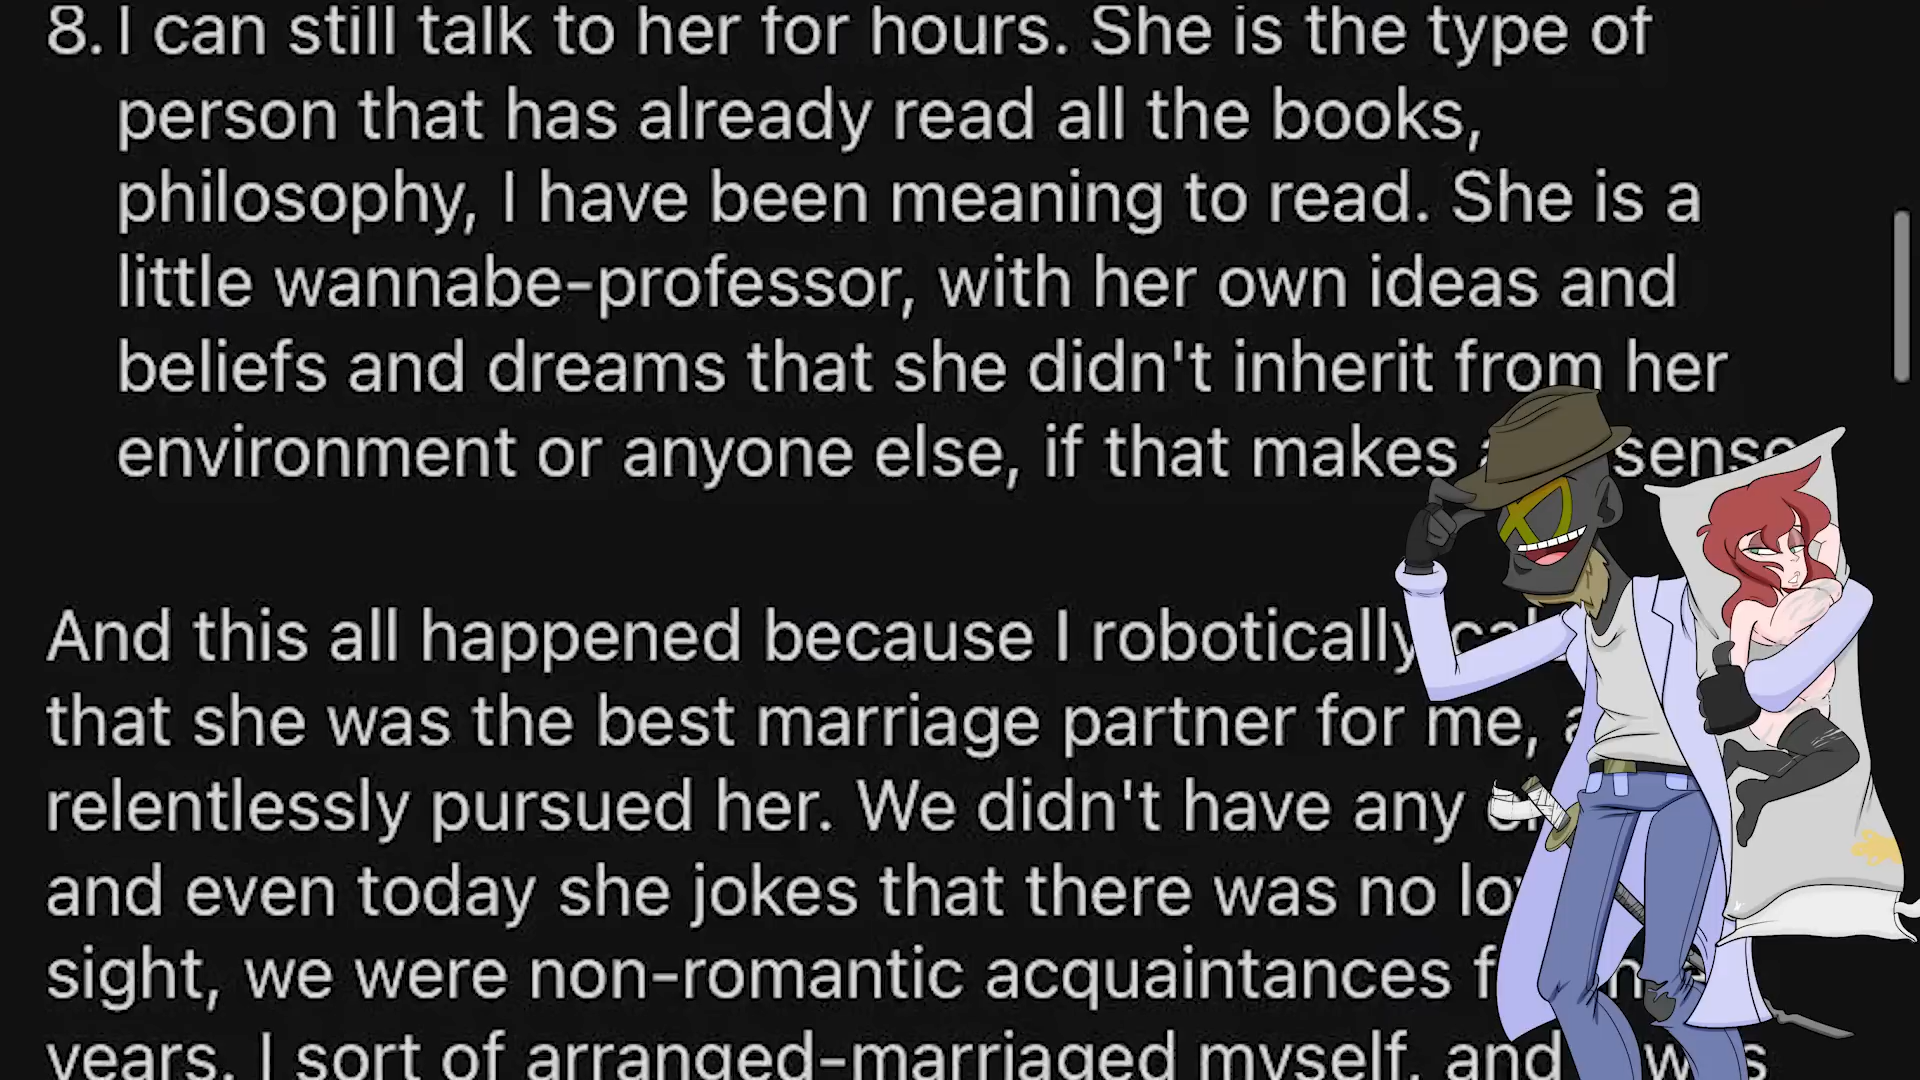 8. I can still talk to her for hours. She is the type of
person that has already read all the books,
philosophy, I have been meaning to read. She is a
little wannabe-professor, with her own ideas and
beliefs and dreams that she didn't inherit from her
environment or anyone else, if that makes sense
And this all happened because I robotically
that she was the best marriage partner for me,
relentlessly pursued her. We didn't have any
and even today she jokes that there was no
sight, we were non-romantic acquaintances
years. I sort of arranged-marriaged myself, and